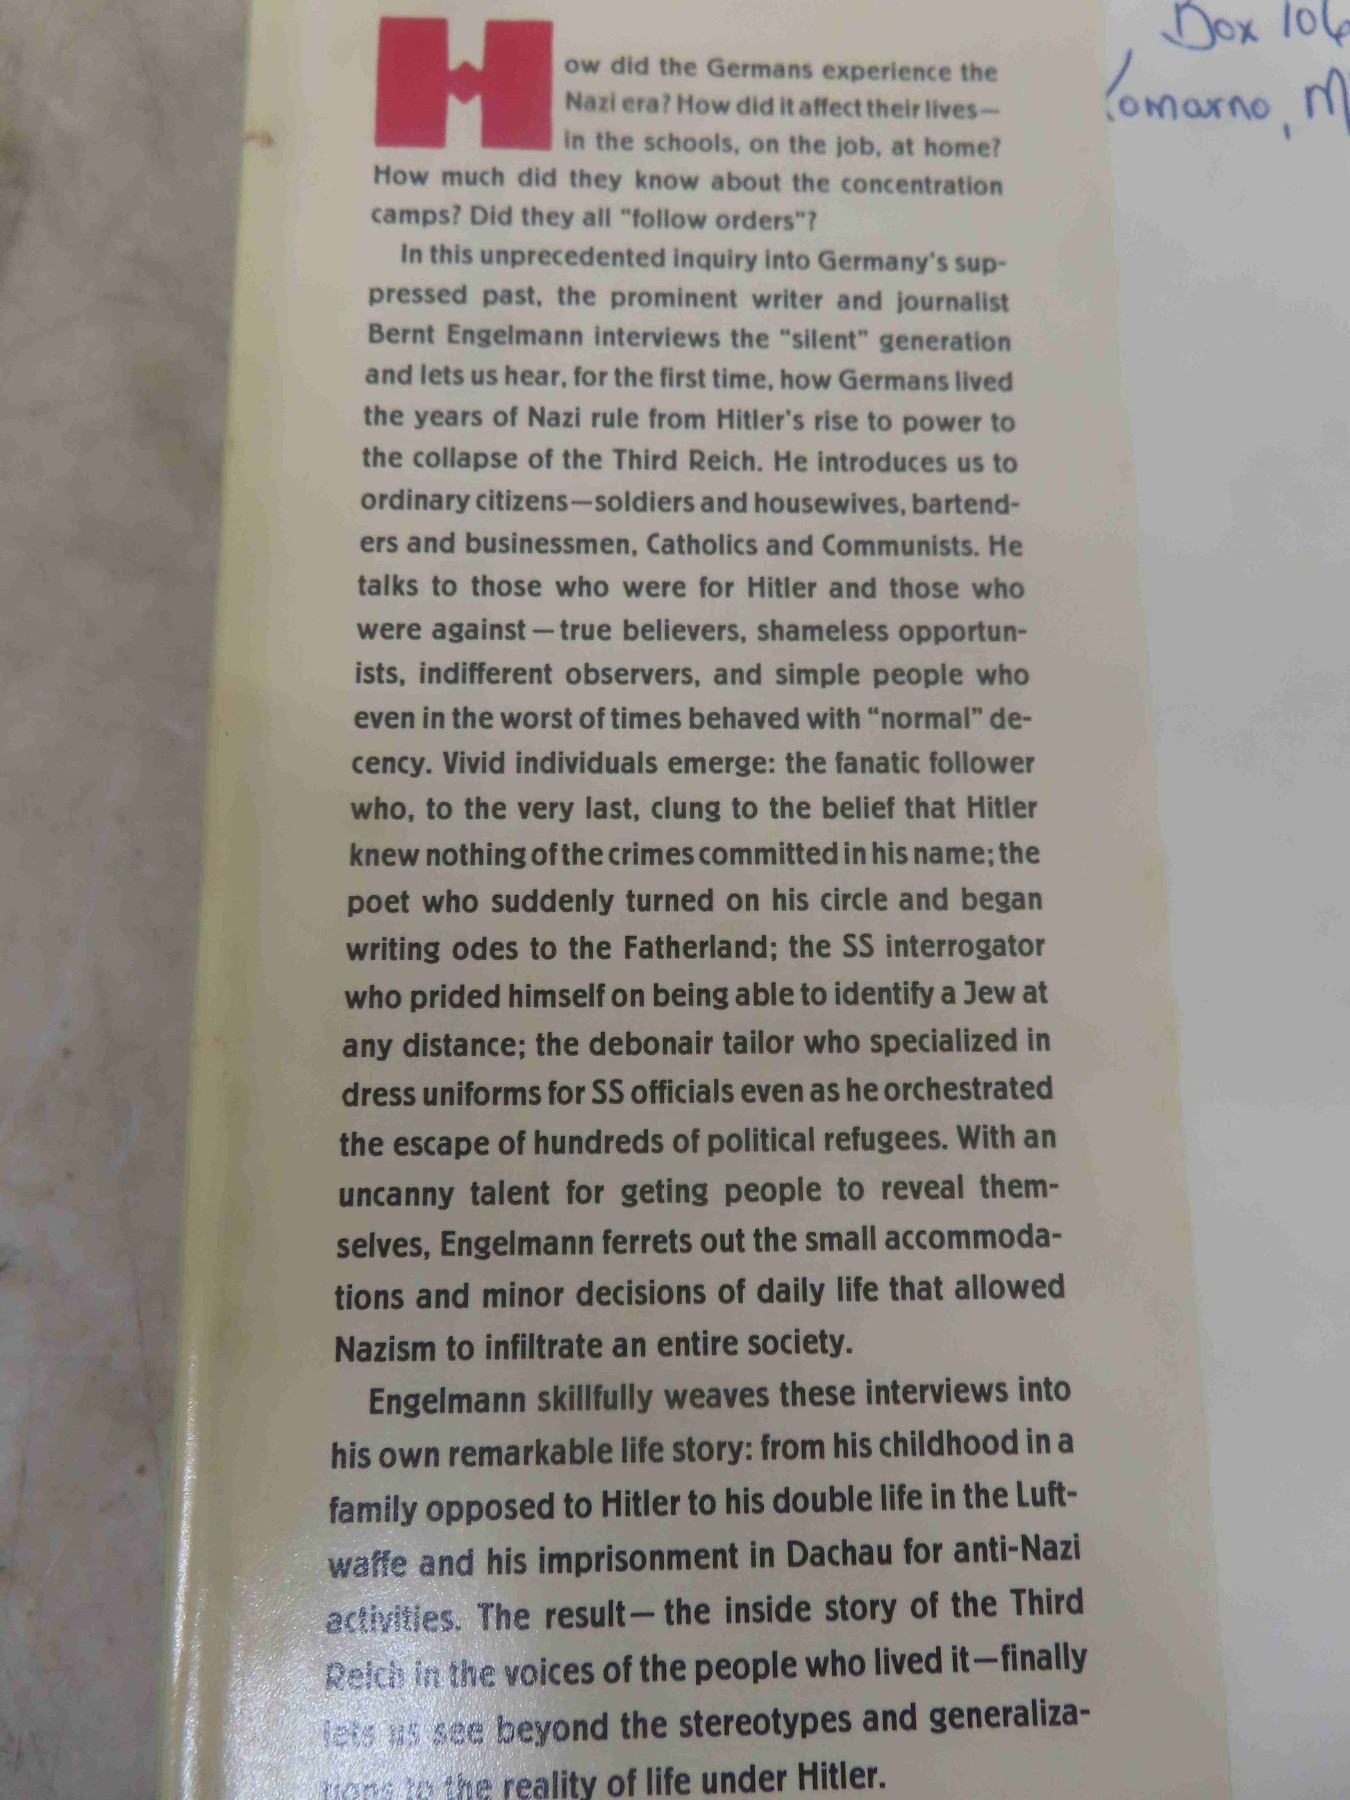 How did the Germans experience the
Nazi era? How did it affect their lives—
in the schools, on the job, at home?
How much did they know about the concentration
camps? Did they all "follow orders"?
In this unprecedented inquiry into Germany's sup-
pressed past, the prominent writer and journalist
Bernt Engelmann interviews the "silent" generation
and lets us hear, for the first time, how Germans lived
the years of Nazi rule from Hitler's rise to power to
the collapse of the Third Reich. He introduces us to
ordinary citizens—soldiers and housewives, bartend-
ers and businessmen, Catholics and Communists. He
talks to those who were for Hitler and those who
were against—true believers, shameless opportun-
ists, indifferent observers, and simple people who
even in the worst of times behaved with "normal" de-
cency. Vivid individuals emerge: the fanatic follower
who, to the very last, clung to the belief that Hitler
knew nothing of the crimes committed in his name; the
poet who suddenly turned on his circle and began
writing odes to the Fatherland; the SS interrogator
who prided himself on being able to identify a Jew at
any distance; the debonair tailor who specialized in
dress uniforms for SS officials even as he orchestrated
the escape of hundreds of political refugees. With an
uncanny talent for geting people to reveal them-
selves, Engelmann ferrets out the small accommoda-
tions and minor decisions of daily life that allowed
Nazism to infiltrate an entire society.
Engelmann skillfully weaves these interviews into
his own remarkable life story: from his childhood in a
family opposed to Hitler to his double life in the Luft-
waffe and his imprisonment in Dachau for anti-Nazi
activities. The result—the inside story of the Third
Reich in the voices of the people who lived it—finally
lets us see beyond the stereotypes and generaliza-
tions to the reality of life under Hitler.
Box 106
Komarno, M